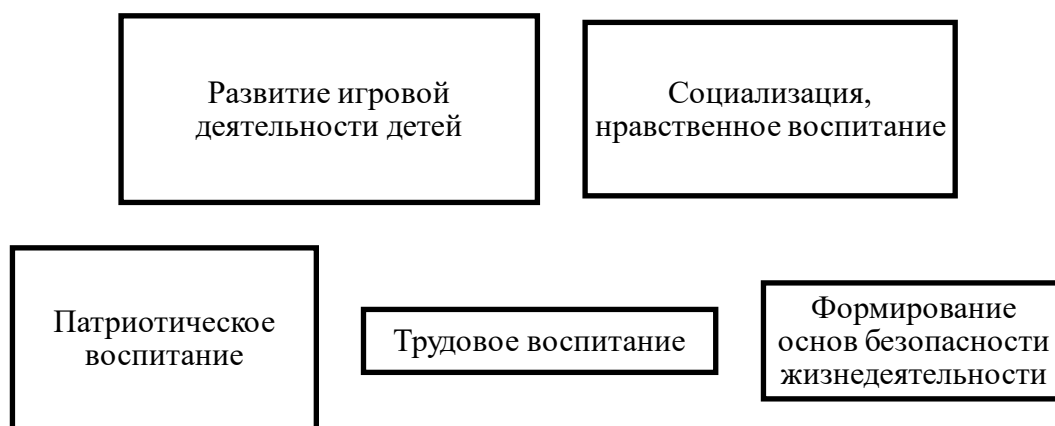 Развитие игровой
деятельности детей
Социализация,
нравственное воспитание
Патриотическое
воспитание
Трудовое воспитание
Формирование
основ безопасности
жизнедеятельности